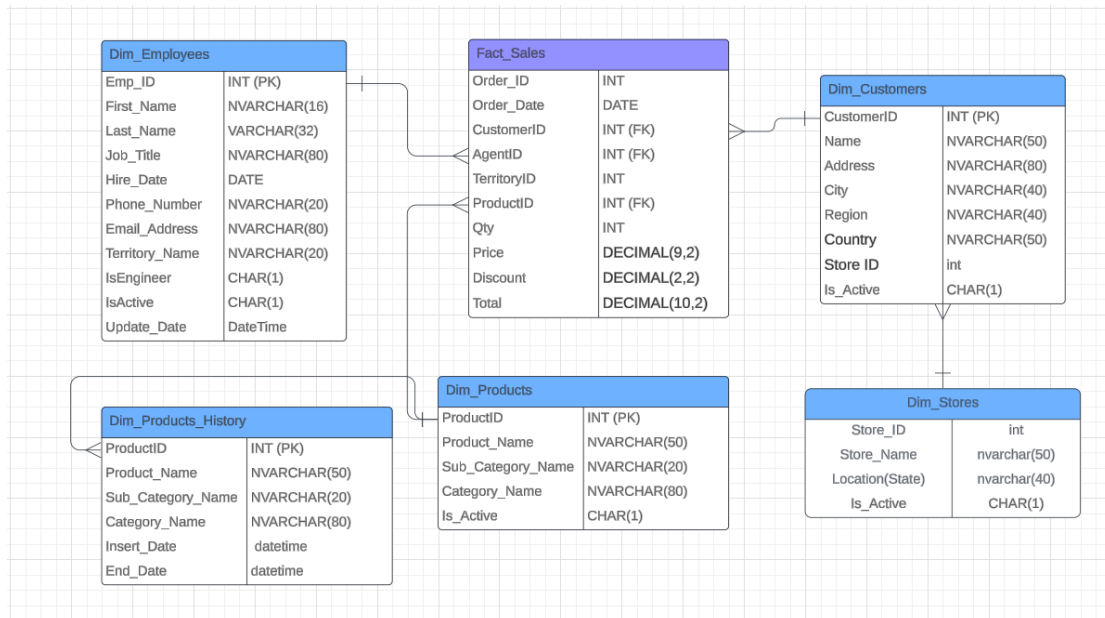 Dim_Employees
Emp_ID INT (PK)
First_Name NVARCHAR(16)
Last_Name VARCHAR(32)
Job_Title NVARCHAR(80)
Hire_Date DATE
Phone_Number NVARCHAR(20)
Email_Address NVARCHAR(80)
Territory_Name NVARCHAR(20)
IsEngineer CHAR(1)
IsActive CHAR(1)
Update_Date DateTime
Fact_Sales
Order_ID INT
Order_Date DATE
CustomerID INT (FK)
AgentID INT (FK)
TerritoryID INT
ProductID INT (FK)
Qty INT
Price DECIMAL(9,2)
Discount DECIMAL(2,2)
Total DECIMAL(10,2)
Dim_Customers
CustomerID INT (PK)
Name NVARCHAR(50)
Address NVARCHAR(80)
City NVARCHAR(40)
Region NVARCHAR(40)
Country NVARCHAR(50)
Store ID int
Is_Active CHAR(1)
Dim_Products_History
ProductID INT (PK)
Product_Name NVARCHAR(50)
Sub_Category_Name NVARCHAR(20)
Category_Name NVARCHAR(80)
Insert_Date datetime
End_Date datetime
Dim_Products
ProductID INT (PK)
Product_Name NVARCHAR(50)
Sub_Category_Name NVARCHAR(20)
Category_Name NVARCHAR(80)
Is_Active CHAR(1)
Dim_Stores
Store_ID int
Store_Name nvarchar(50)
Location(State) nvarchar(40)
Is_Active CHAR(1)